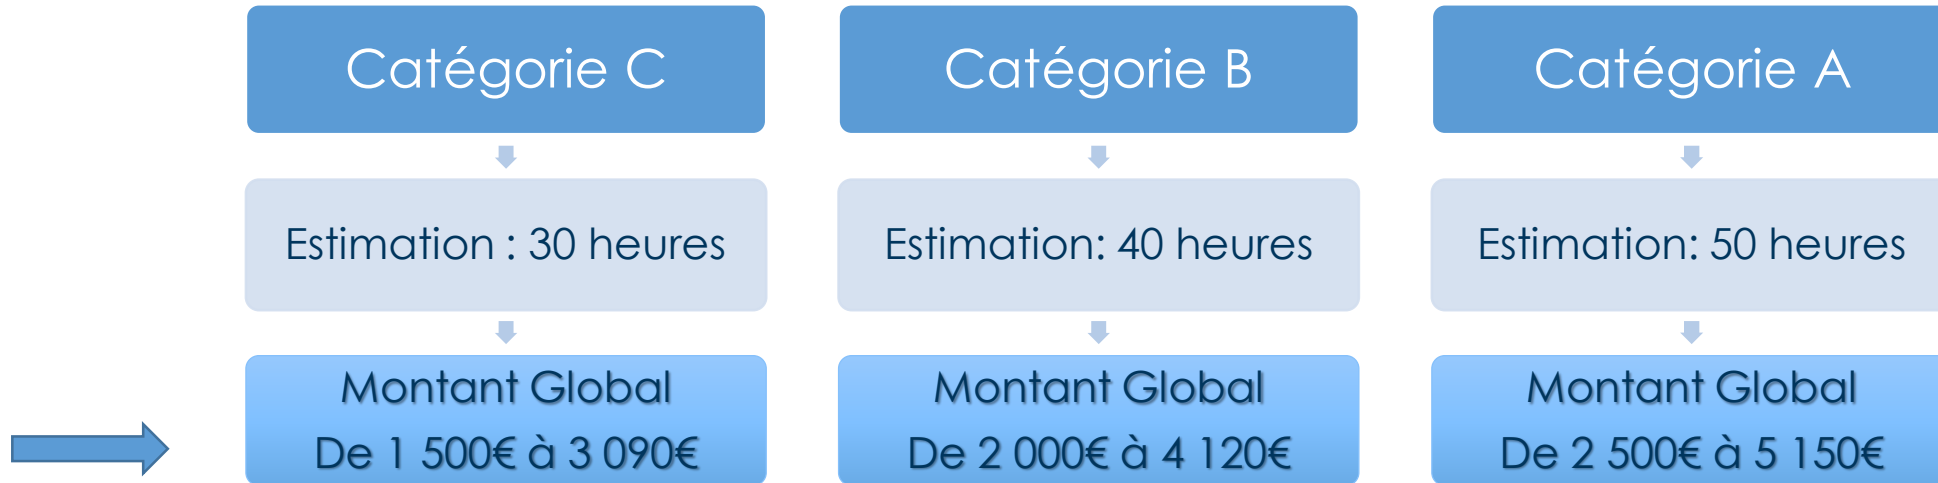 Catégorie C
Estimation : 30 heures
Montant Global
De 1 500€ à 3 090€
Catégorie B
Estimation: 40 heures
Montant Global
De 2 000€ à 4 120€
Catégorie A
Estimation: 50 heures
Montant Global
De 2 500€ à 5 150€